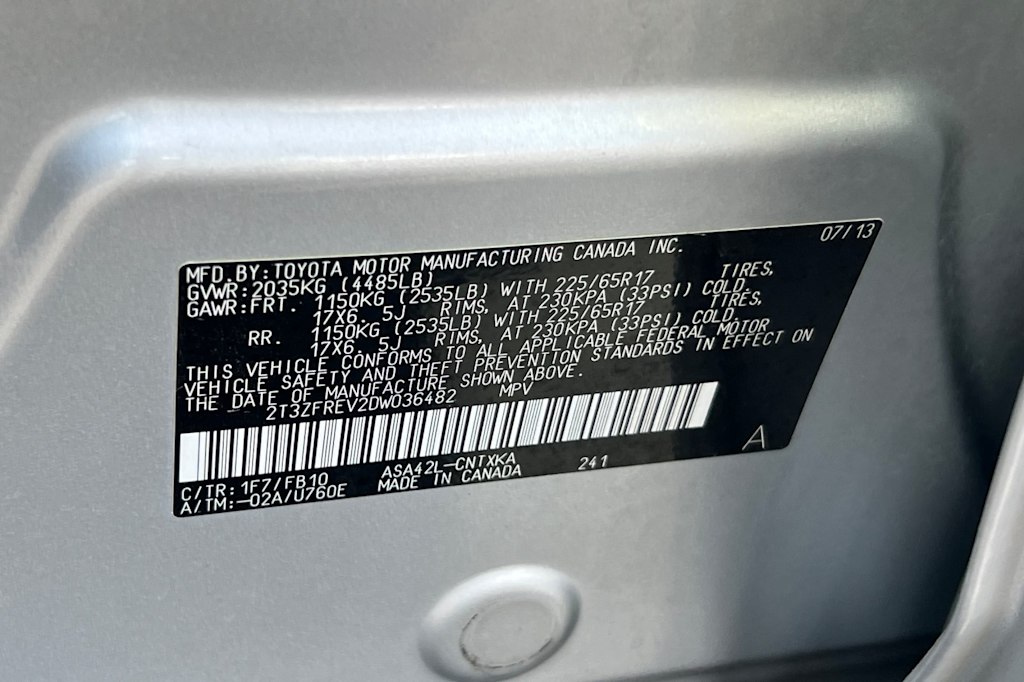 MFD.BY:TOYOTA MOTOR MANUFACTURING CANADA INC. 07/13
GVWR:2035KG (4485LB)
GAWR:FRT. 1150KG (2535LB) WITH 225/65R17 TIRES,
17X6. 5J RIMS, AT 230KPA (33PSI) COLD.
RR. 1150KG (2535LB) WITH 225/65R17 TIRES,
17X6. 5J RIMS, AT 230KPA (33PSI) COLD.
THIS VEHICLE CONFORMS TO ALL APPLICABLE FEDERAL MOTOR
VEHICLE SAFETY AND THEFT PREVENTION STANDARDS IN EFFECT ON
THE DATE OF MANUFACTURE SHOWN ABOVE.
2T3ZFREV2DW036482 MPV
A
C/TR:1F7/FB10 ASA42L-CNTXKA 241
A/TM:-02A/U760E MADE IN CANADA